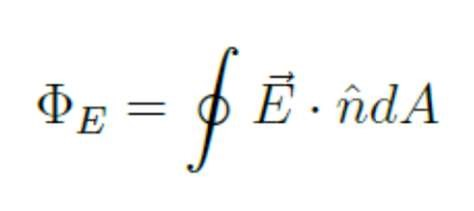 Φ_E = ∮ E⃗ · n̂dA